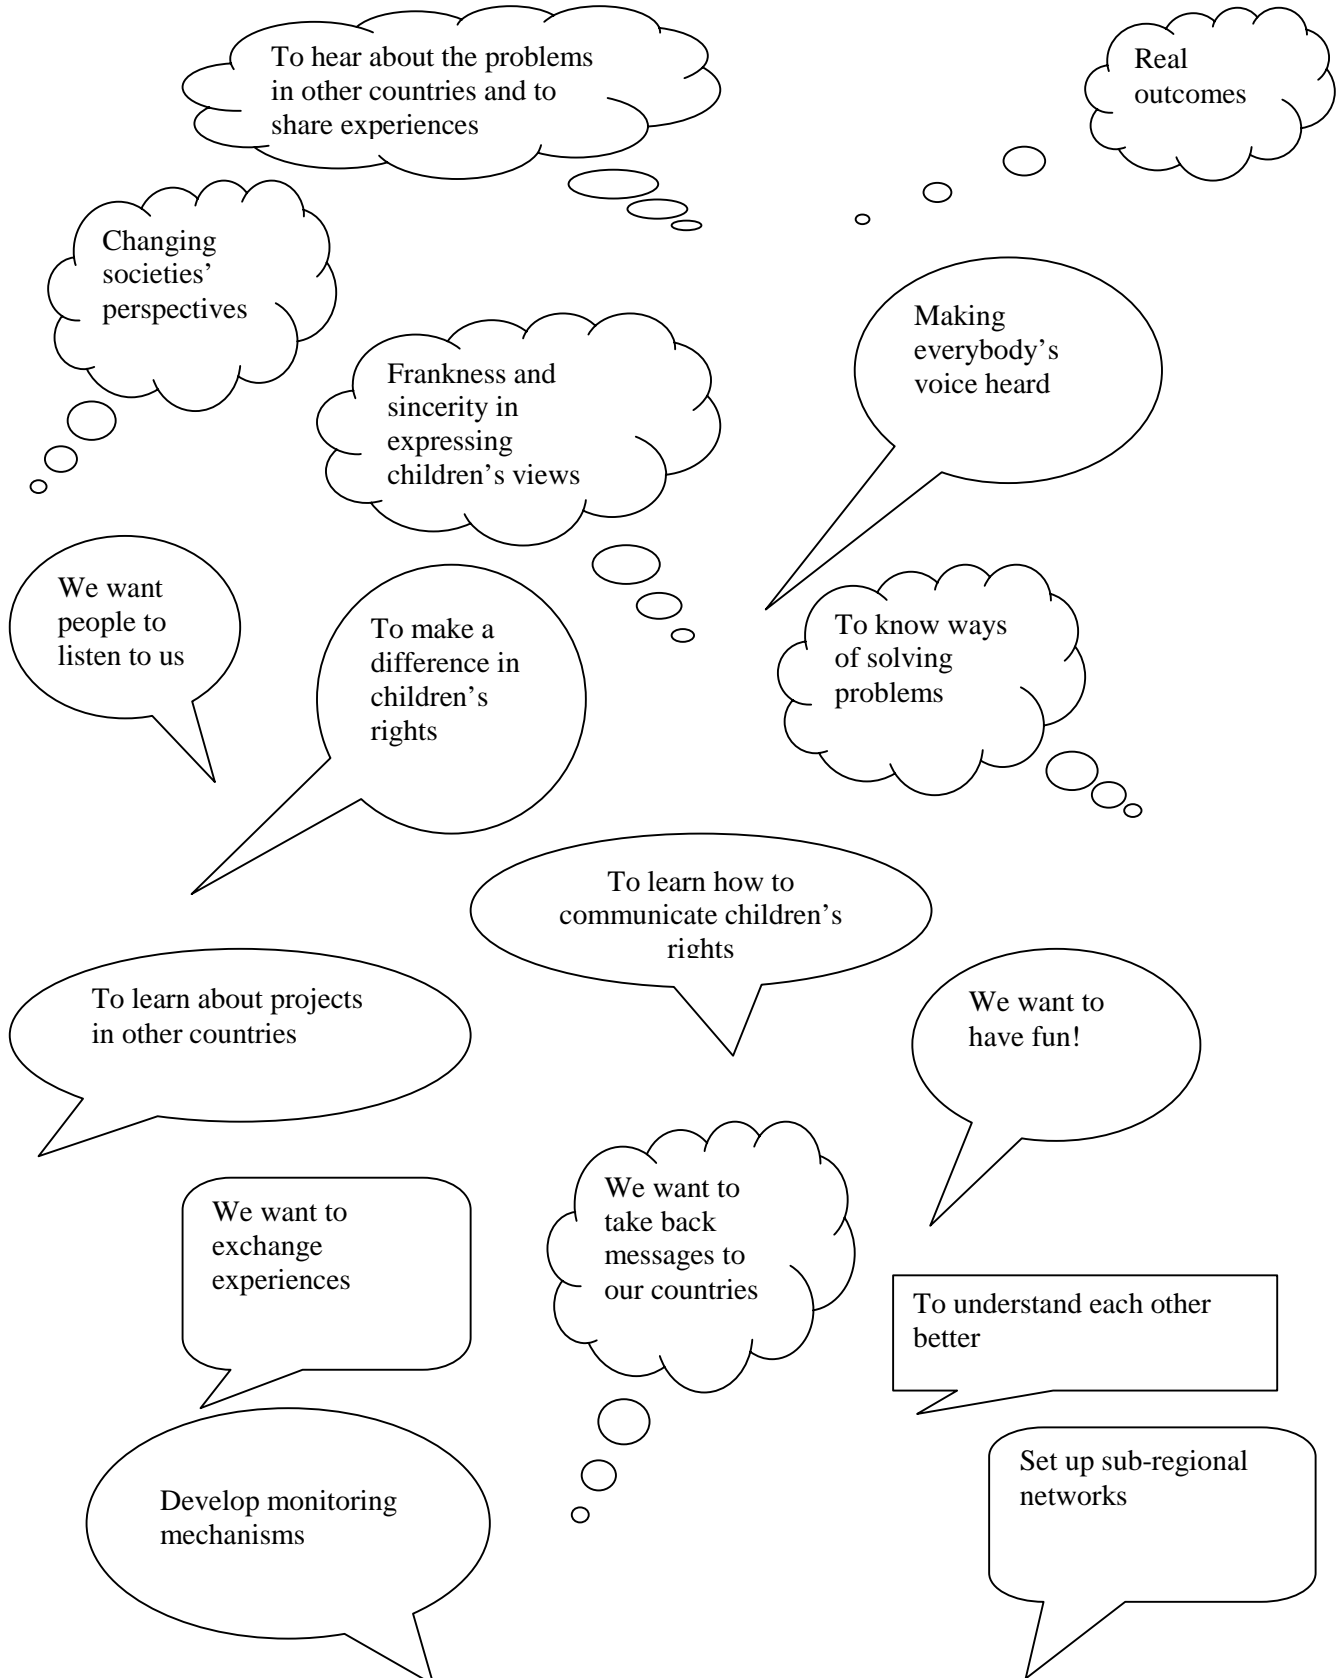 To hear about the problems
in other countries and to
share experiences
Real
outcomes
Changing
societies’
perspectives
Making
everybody’s
voice heard
Frankness and
sincerity in
expressing
children’s views
We want
people to
listen to us
To make a
difference in
children’s
rights
To know ways
of solving
problems
To learn how to
communicate children’s
rights
To learn about projects
in other countries
We want to
have fun!
We want to
exchange
experiences
We want to
take back
messages to
our countries
To understand each other
better
Develop monitoring
mechanisms
Set up sub-regional
networks